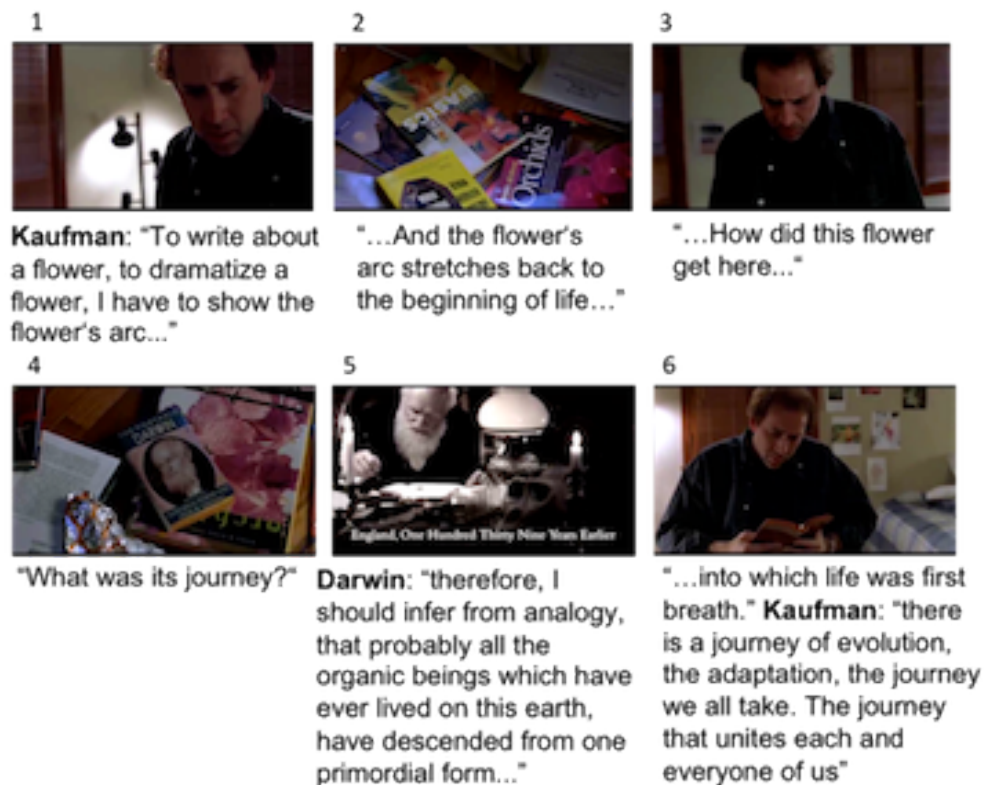 1
2
3
Orchids
Kaufman: “To write about
a flower, to dramatize a
flower, I have to show the
flower's arc...”
“...And the flower's
arc stretches back to
the beginning of life...”
“...How did this flower
get here...“
4
5
6
England, One Hundred Thirty Nine Years Earlier
“What was its journey?“
Darwin: “therefore, I
should infer from analogy,
that probably all the
organic beings which have
ever lived on this earth,
have descended from one
primordial form...”
“...into which life was first
breath.” Kaufman: “there
is a journey of evolution,
the adaptation, the journey
we all take. The journey
that unites each and
everyone of us”